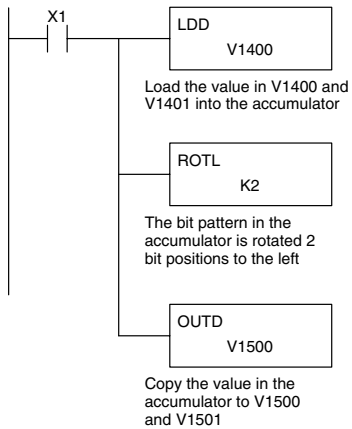 X1
LDD
V1400
Load the value in V1400 and
V1401 into the accumulator
ROTL
K2
The bit pattern in the
accumulator is rotated 2
bit positions to the left
OUTD
V1500
Copy the value in the
accumulator to V1500
and V1501